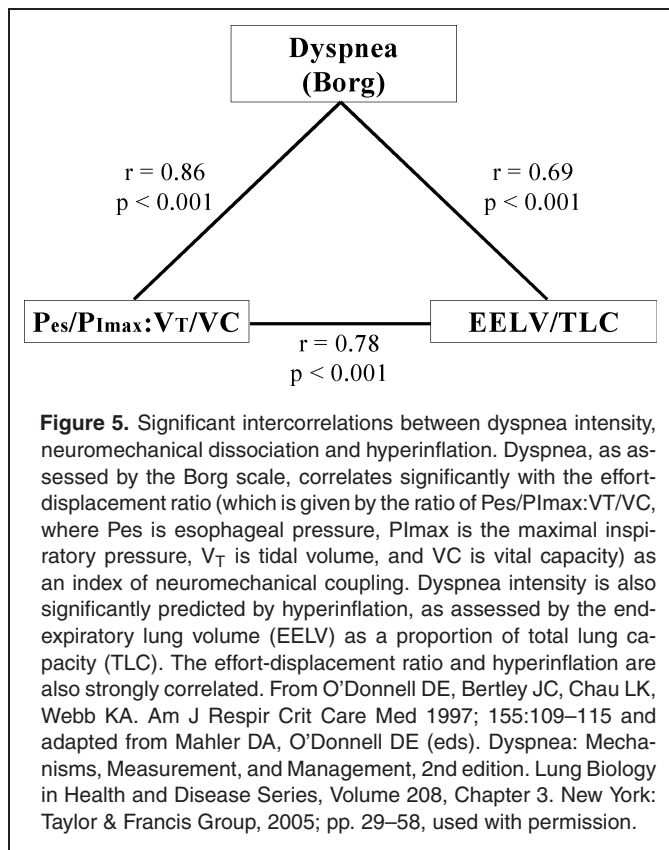 Dyspnea
(Borg)
r = 0.86
p < 0.001
r = 0.69
p < 0.001
Pes/PImax:VT/VC
EELV/TLC
r = 0.78
p < 0.001
Figure 5. Significant intercorrelations between dyspnea intensity,
neuromechanical dissociation and hyperinflation. Dyspnea, as as-
sessed by the Borg scale, correlates significantly with the effort-
displacement ratio (which is given by the ratio of Pes/PImax:VT/VC,
where Pes is esophageal pressure, PImax is the maximal inspi-
ratory pressure, VT is tidal volume, and VC is vital capacity) as
an index of neuromechanical coupling. Dyspnea intensity is also
significantly predicted by hyperinflation, as assessed by the end-
expiratory lung volume (EELV) as a proportion of total lung ca-
pacity (TLC). The effort-displacement ratio and hyperinflation are
also strongly correlated. From O'Donnell DE, Bertley JC, Chau LK,
Webb KA. Am J Respir Crit Care Med 1997; 155:109–115 and
adapted from Mahler DA, O'Donnell DE (eds). Dyspnea: Mecha-
nisms, Measurement, and Management, 2nd edition. Lung Biology
in Health and Disease Series, Volume 208, Chapter 3. New York:
Taylor & Francis Group, 2005; pp. 29–58, used with permission.